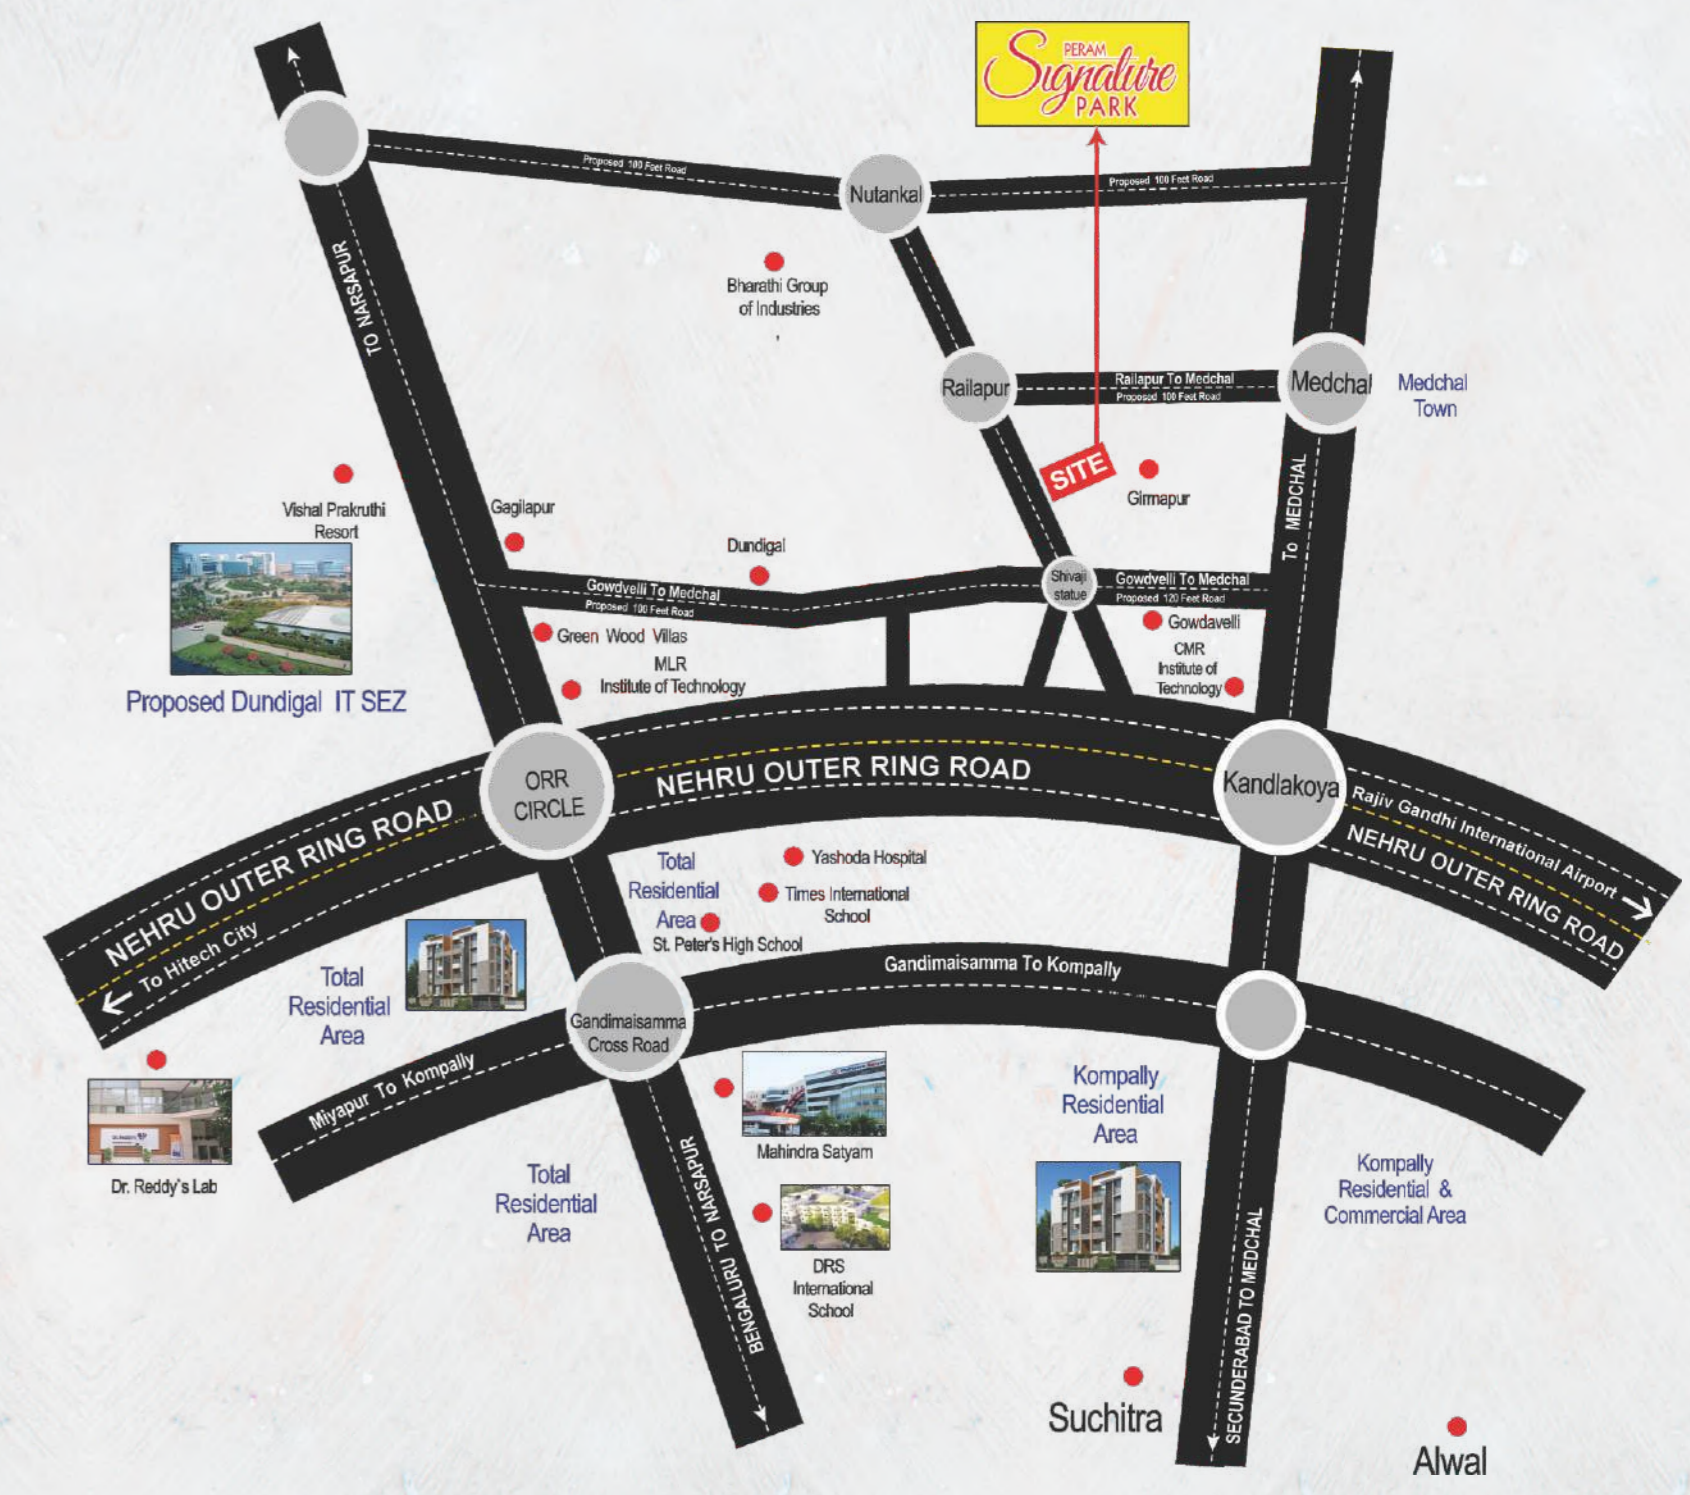 PERAM
Signature
PARK
Proposed 100 Feet Road
Nutankal
Proposed 100 Feet Road
TO NARSAPUR
Bharathi Group
of Industries
Railapur
Railapur To Medchal
Proposed 100 Feet Road
Medchal
Medchal
Town
SITE
Girmapur
To MEDCHAL
Vishal Prakruthi
Resort
Gagilapur
Dundigal
Gowdvelli To Medchal
Proposed 100 Feet Road
Shivaji
statue
Gowdvelli To Medchal
Proposed 120 Feet Road
Green Wood Villas
MLR
Institute of Technology
Gowdavelli
CMR
Institute of
Technology
Proposed Dundigal IT SEZ
ORR
CIRCLE
NEHRU OUTER RING ROAD
Kandlakoya
Rajiv Gandhi International Airport
NEHRU OUTER RING ROAD
NEHRU OUTER RING ROAD
To Hitech City
Total
Residential
Area
Yashoda Hospital
Times International
School
St. Peter's High School
Total
Residential
Area
Gandimaisamma To Kompally
Gandimaisamma
Cross Road
Miyapur To Kompally
Dr. Reddy`s Lab
Mahindra Satyam
Kompally
Residential
Area
Total
Residential
Area
BENGALURU TO NARSAPUR
DRS
International
School
Kompally
Residential &
Commercial Area
SECUNDERABAD TO MEDCHAL
Suchitra
Alwal